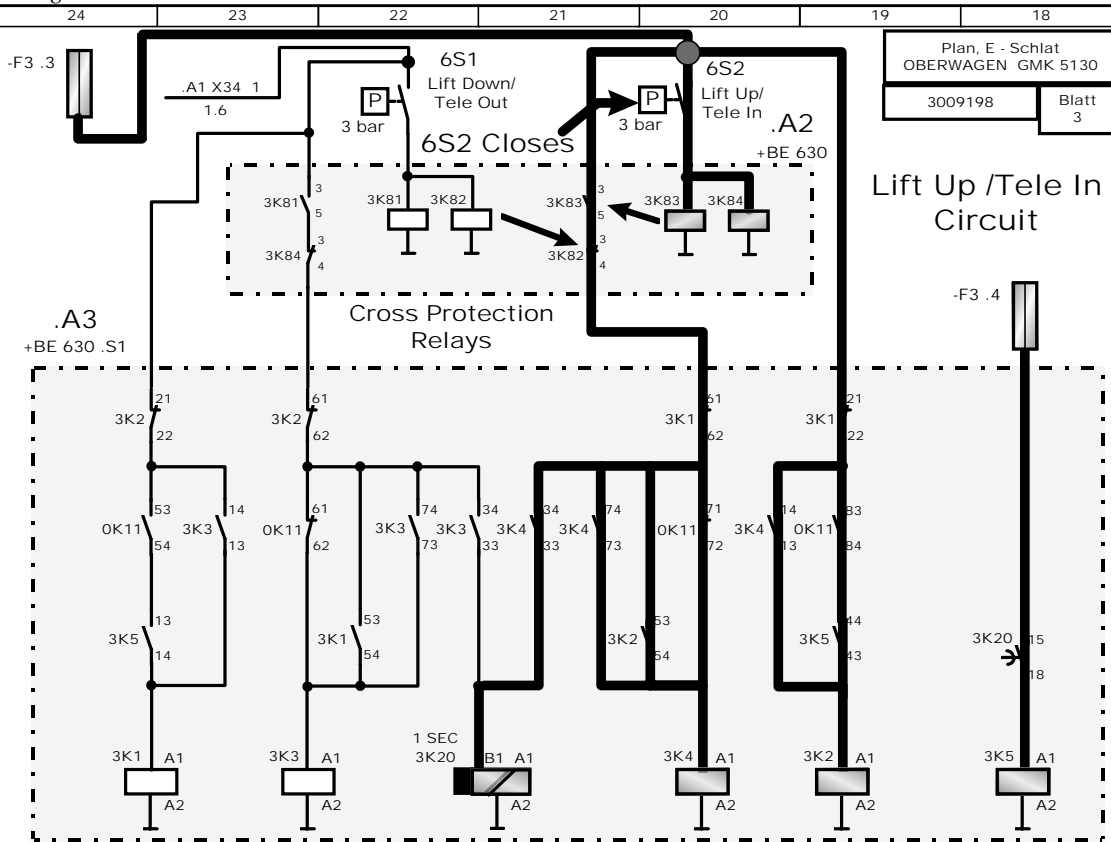 24 23 22 21 20 19 18
-F3 .3
.A1 X34 1
1.6
6S1
Lift Down/
Tele Out
P
3 bar
6S2 Closes
6S2
Lift Up/
Tele In
P
3 bar
.A2
+BE 630
Plan, E - Schlat
OBERWAGEN GMK 5130
3009198
Blatt
3
Lift Up /Tele In
Circuit
3K81 3 5
3K84 3 4
3K81 3K82
3K83 3 5
3K82 3 4
3K83 3K84
Cross Protection
Relays
-F3 .4
.A3
+BE 630 .S1
3K2 21 22
3K2 61 62
3K1 61 62
3K1 21 22
0K11 53 54
3K3 14 13
0K11 61 62
3K3 74 73
3K3 34 33
3K4 34 33
3K4 74 73
0K11 71 72
3K4 14 13
0K11 83 84
3K5 13 14
3K1 53 54
3K2 53 54
3K5 44 43
3K20 15 18
1 SEC
3K1 A1 A2
3K3 A1 A2
3K20 B1 A1 A2
3K4 A1 A2
3K2 A1 A2
3K5 A1 A2